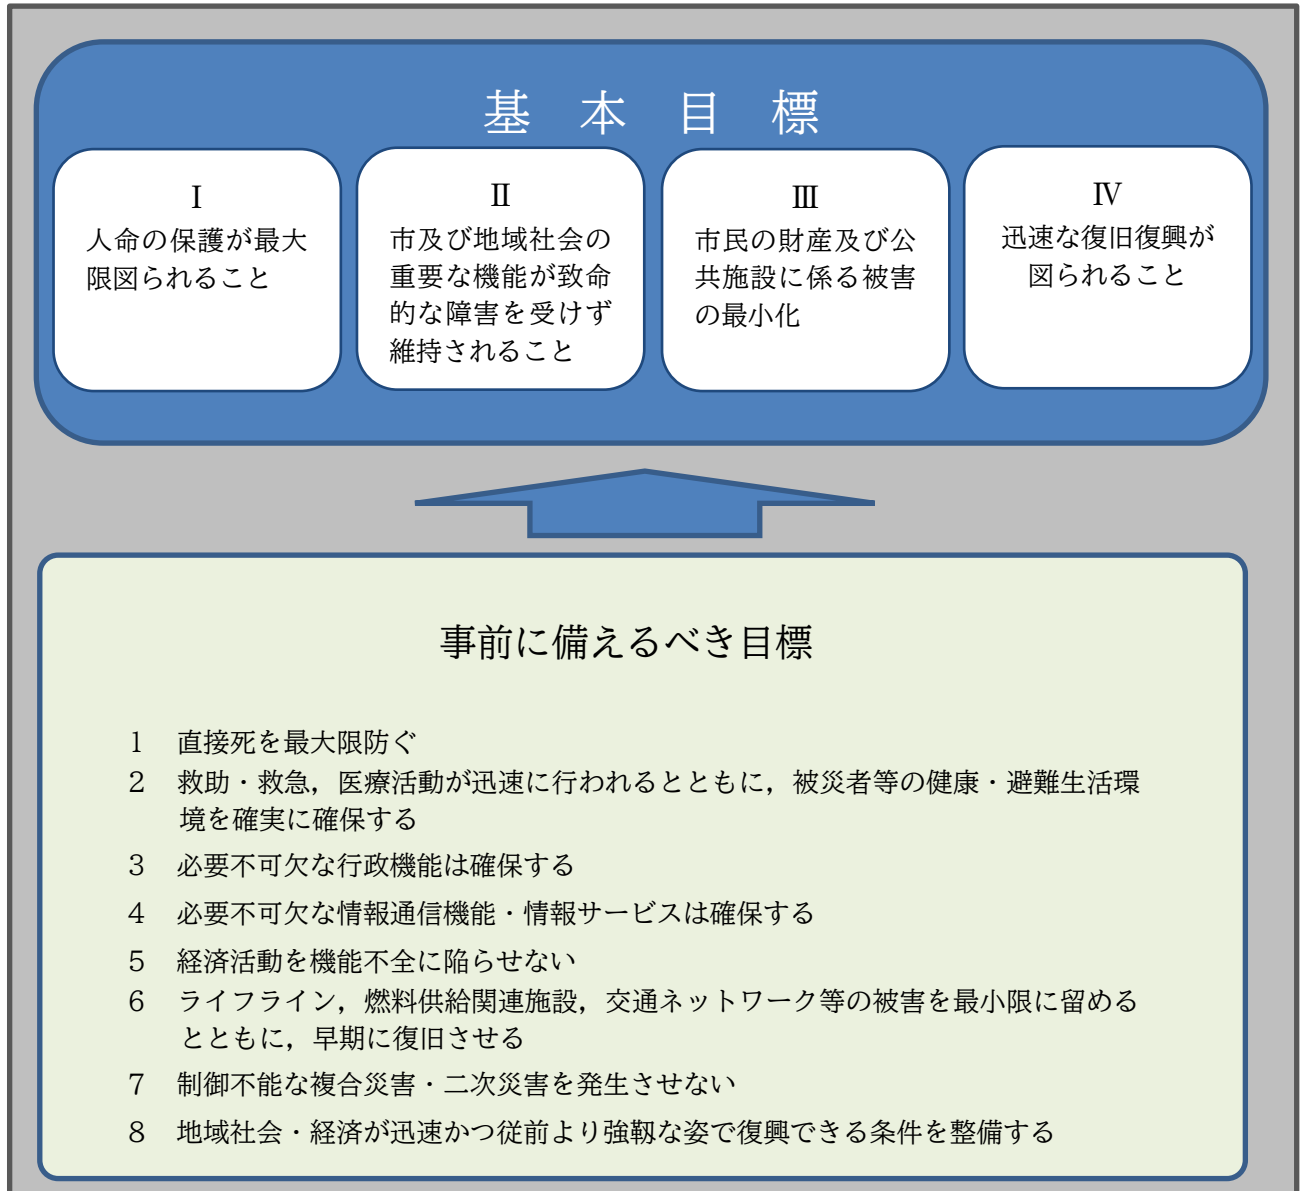 基 本 目 標
Ⅰ
人命の保護が最大
限図られること
Ⅱ
市及び地域社会の
重要な機能が致命
的な障害を受けず
維持されること
Ⅲ
市民の財産及び公
共施設に係る被害
の最小化
Ⅳ
迅速な復旧復興が
図られること
事前に備えるべき目標
1 直接死を最大限防ぐ
2 救助・救急，医療活動が迅速に行われるとともに，被災者等の健康・避難生活環
境を確実に確保する
3 必要不可欠な行政機能は確保する
4 必要不可欠な情報通信機能・情報サービスは確保する
5 経済活動を機能不全に陥らせない
6 ライフライン，燃料供給関連施設，交通ネットワーク等の被害を最小限に留める
とともに，早期に復旧させる
7 制御不能な複合災害・二次災害を発生させない
8 地域社会・経済が迅速かつ従前より強靱な姿で復興できる条件を整備する